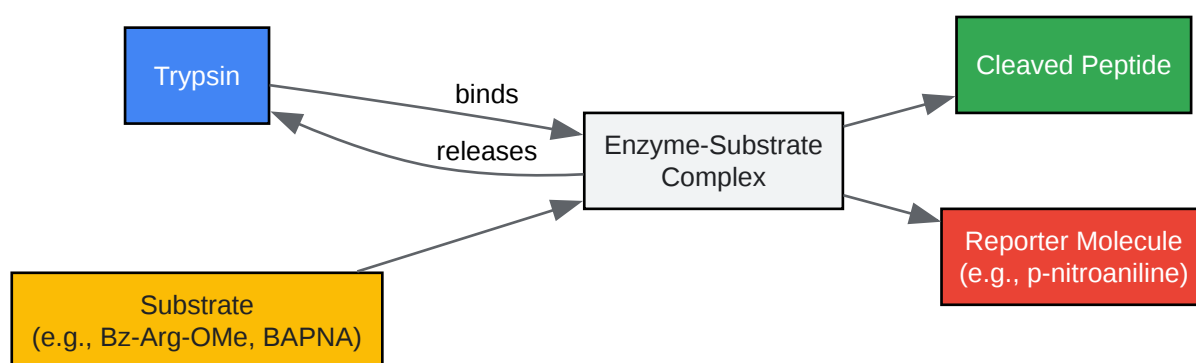 Trypsin
binds
releases
Enzyme-Substrate
Complex
Cleaved Peptide
Reporter Molecule
(e.g., p-nitroaniline)
Substrate
(e.g., Bz-Arg-OMe, BAPNA)